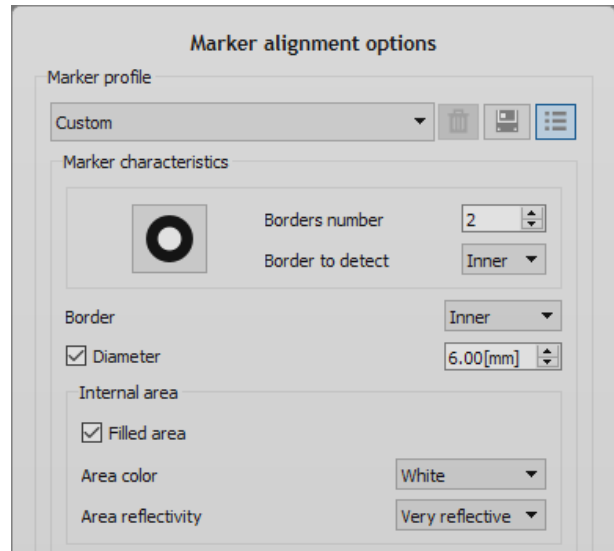 Marker alignment options
Marker profile
Custom
Marker characteristics
Borders number 2
Border to detect Inner
Border Inner
Diameter 6.00[mm]
Internal area
Filled area
Area color White
Area reflectivity Very reflective